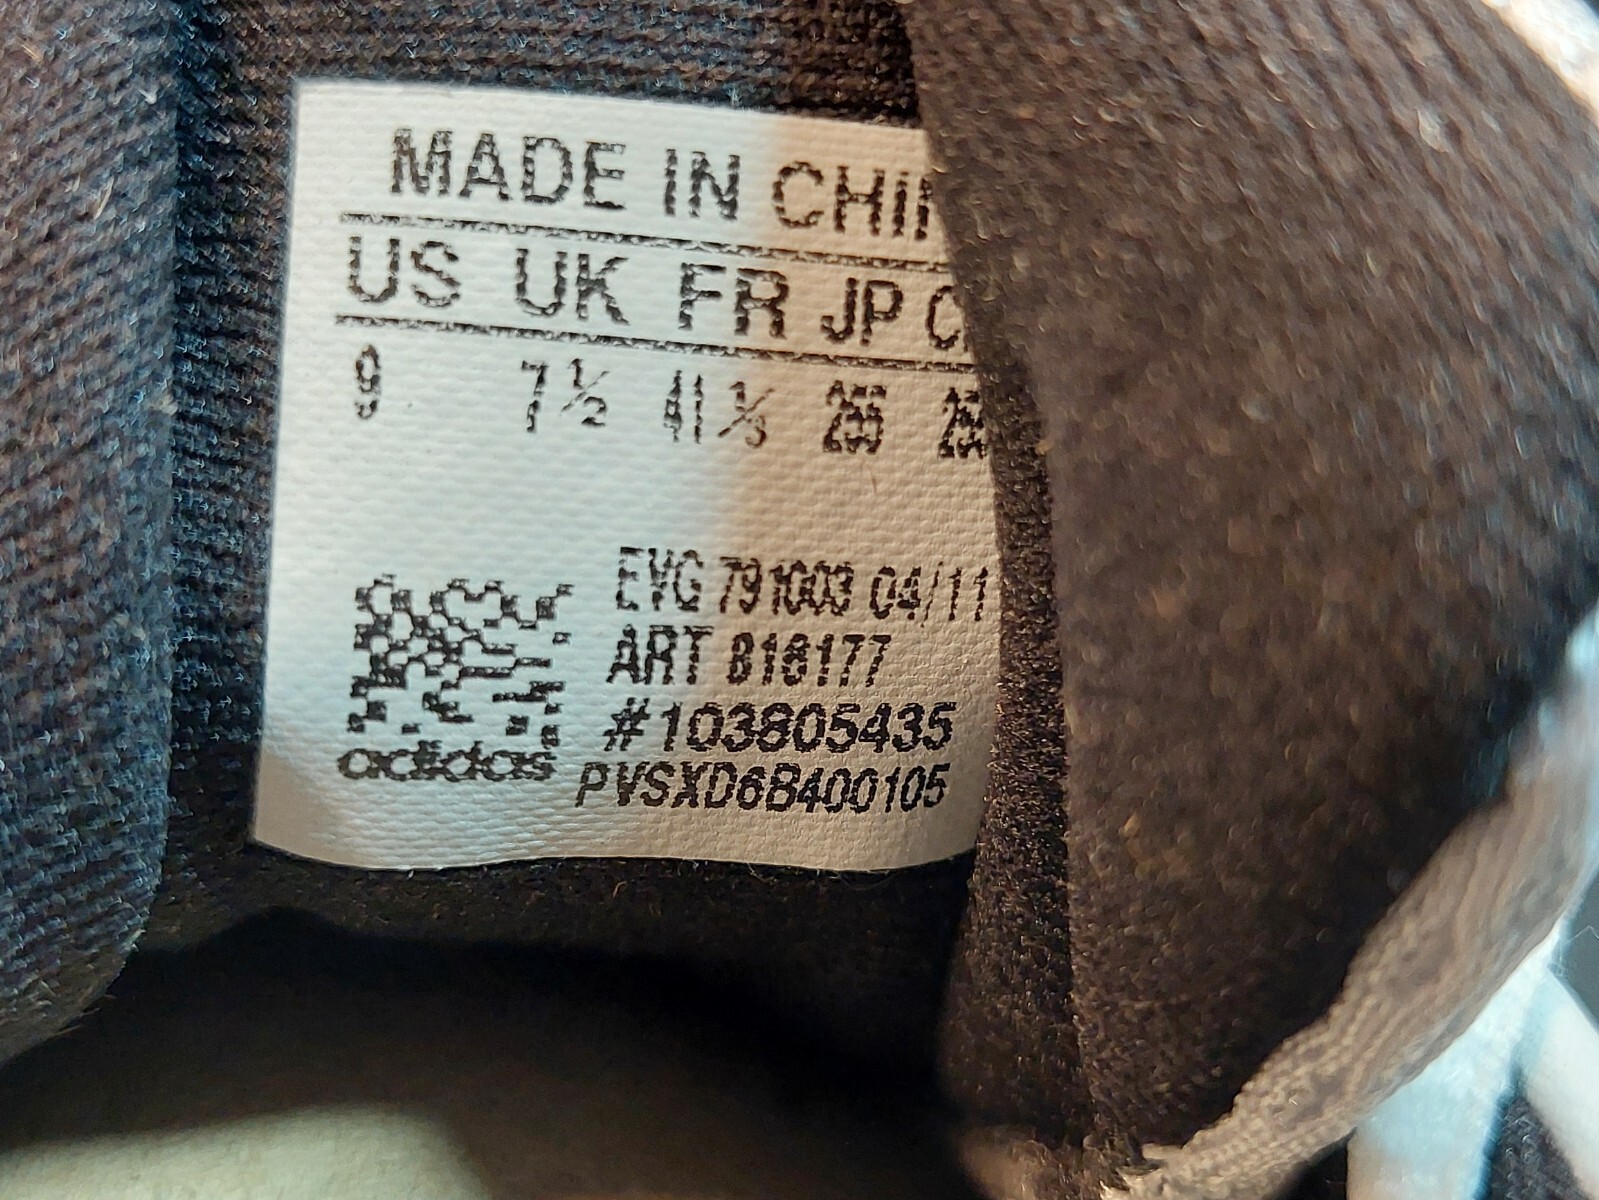 MADE IN CHIN
US UK FR JP C
9 7½ 41⅓ 255
EVG 791003 04/11
ART 818177
#103805435
adidas PVSXD6B400105